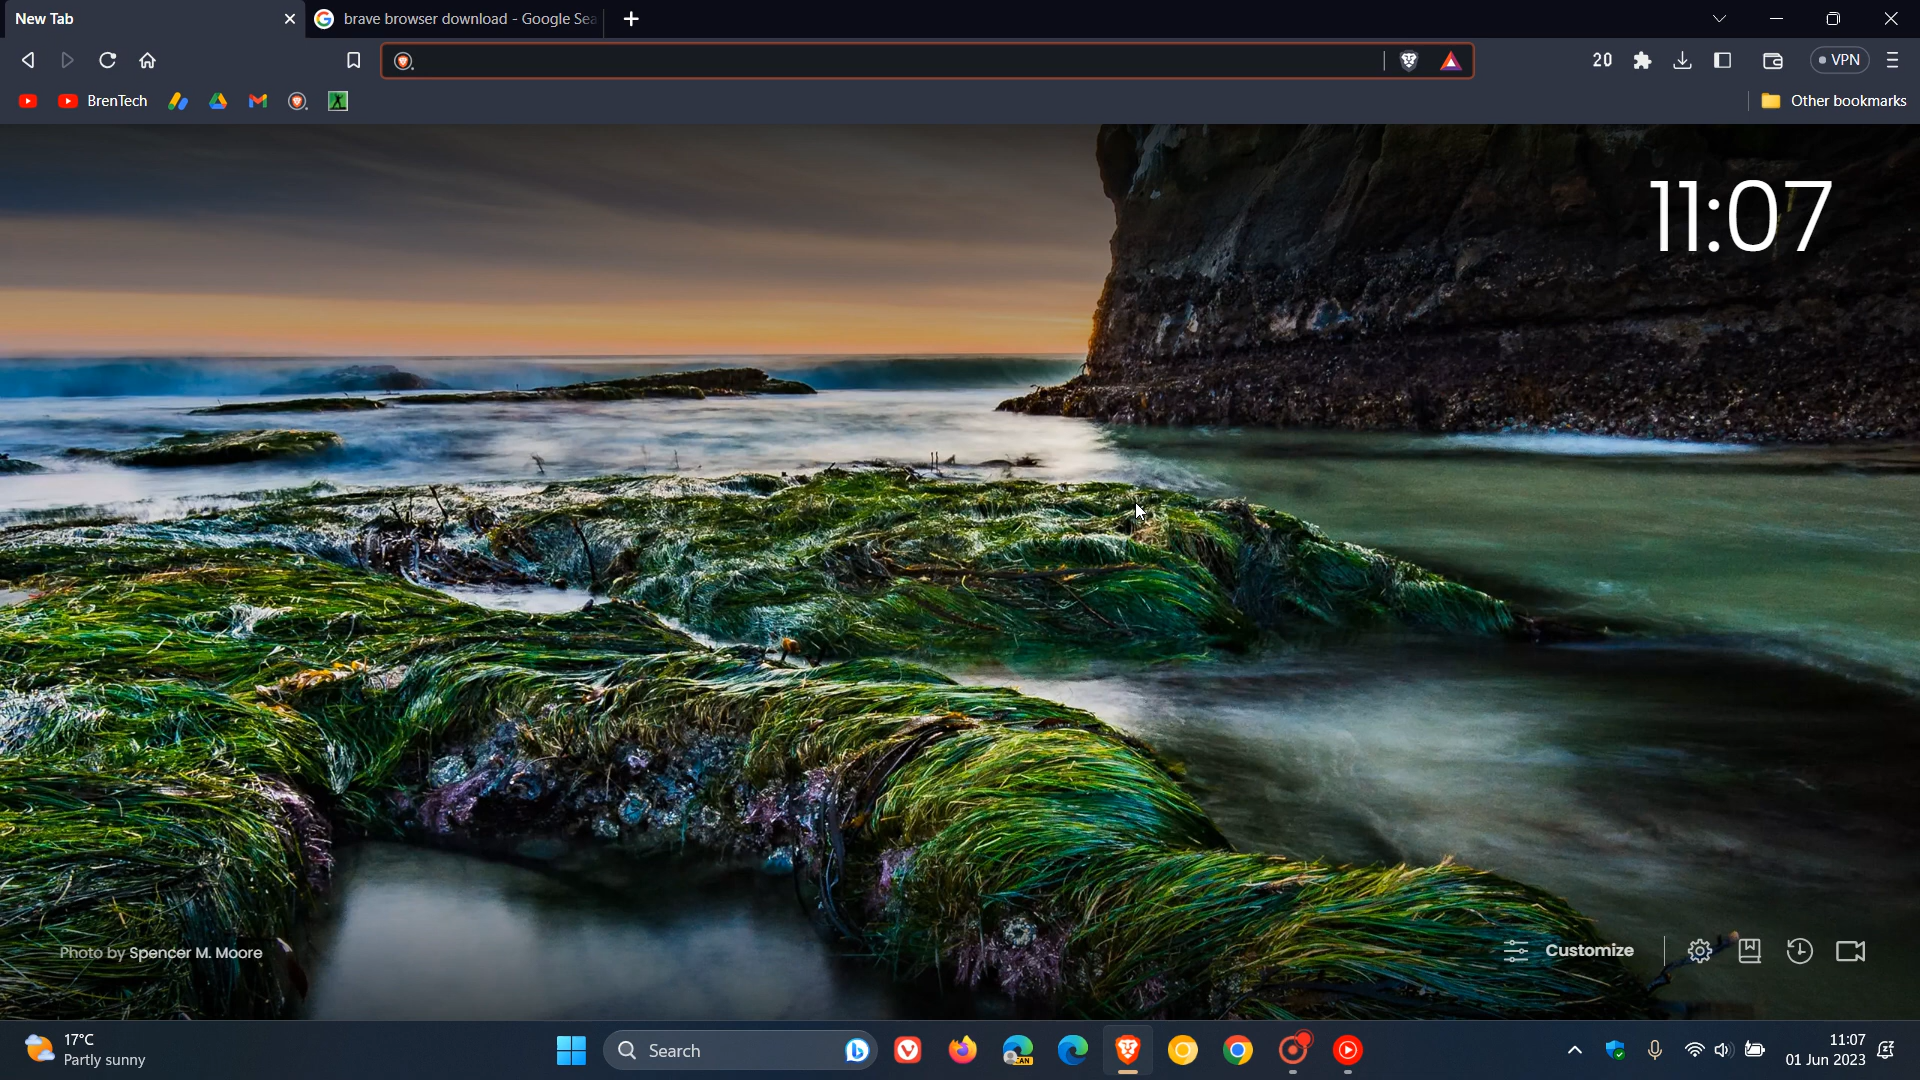 New Tab
brave browser download - Google Sea
20
VPN
BrenTech
Other bookmarks
11:07
Photo by Spencer M. Moore
Customize
17°C
Partly sunny
Search
CAN
11:07
01 Jun 2023